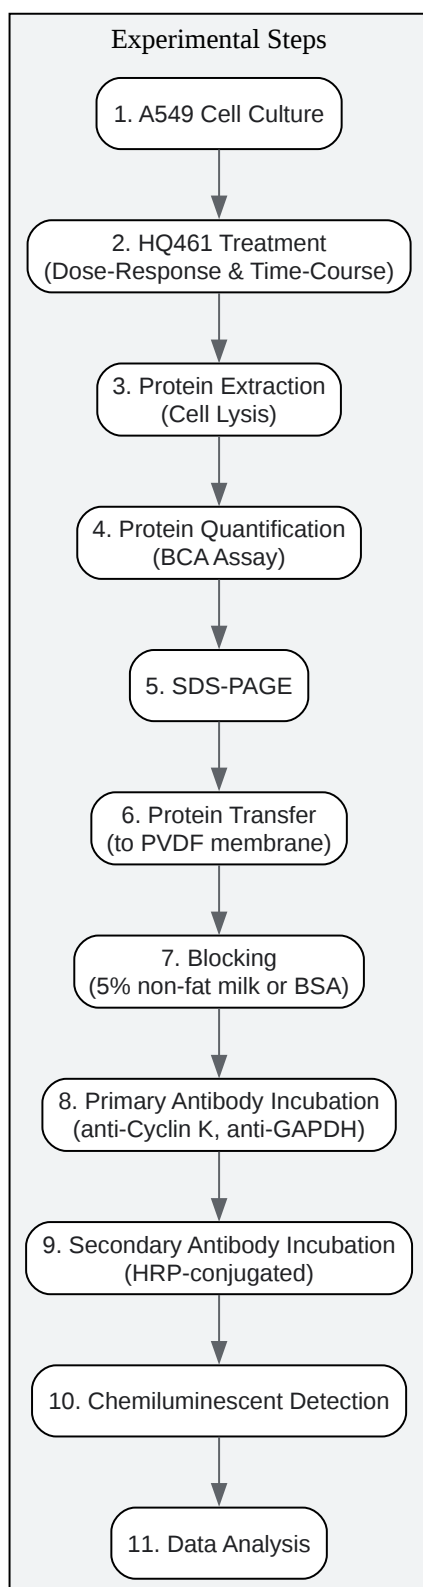 Experimental Steps
1. A549 Cell Culture
2. HQ461 Treatment
(Dose-Response & Time-Course)
3. Protein Extraction
(Cell Lysis)
4. Protein Quantification
(BCA Assay)
5. SDS-PAGE
6. Protein Transfer
(to PVDF membrane)
7. Blocking
(5% non-fat milk or BSA)
8. Primary Antibody Incubation
(anti-Cyclin K, anti-GAPDH)
9. Secondary Antibody Incubation
(HRP-conjugated)
10. Chemiluminescent Detection
11. Data Analysis